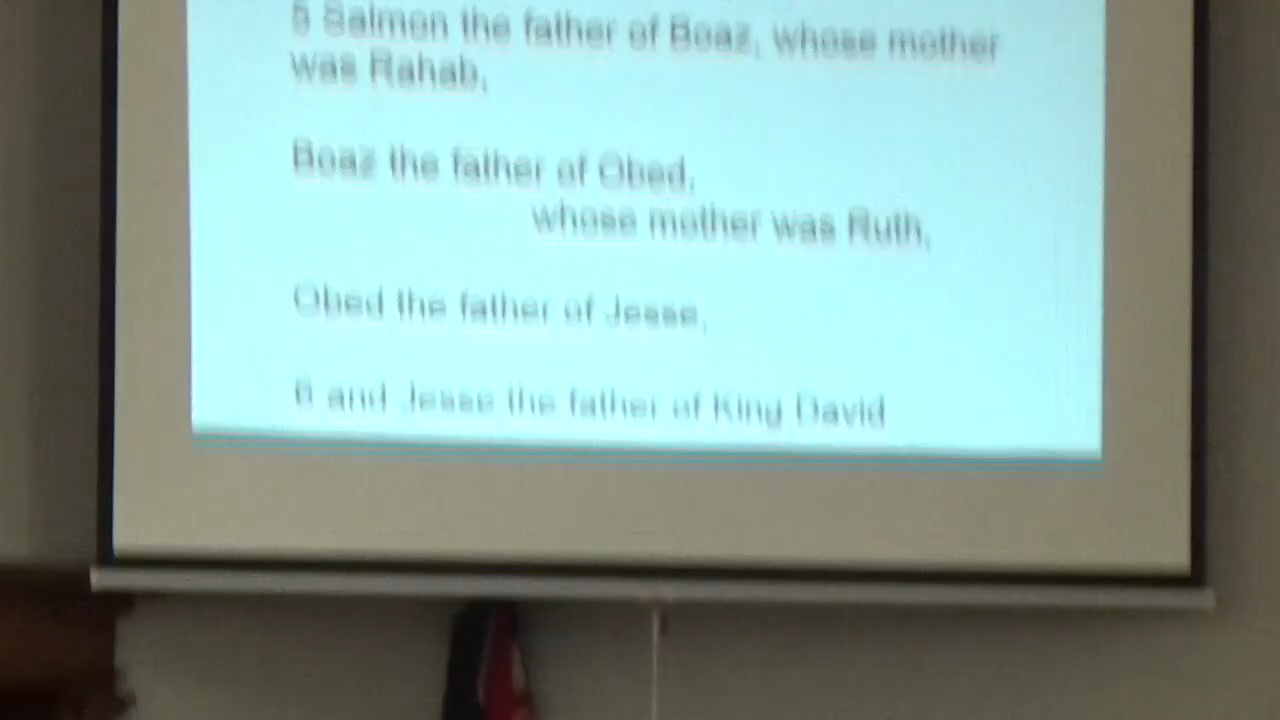 5 Salmon the father of Boaz, whose mother
was Rahab,
Boaz the father of Obed,
whose mother was Ruth,
Obed the father of Jesse,
6 and Jesse the father of King David